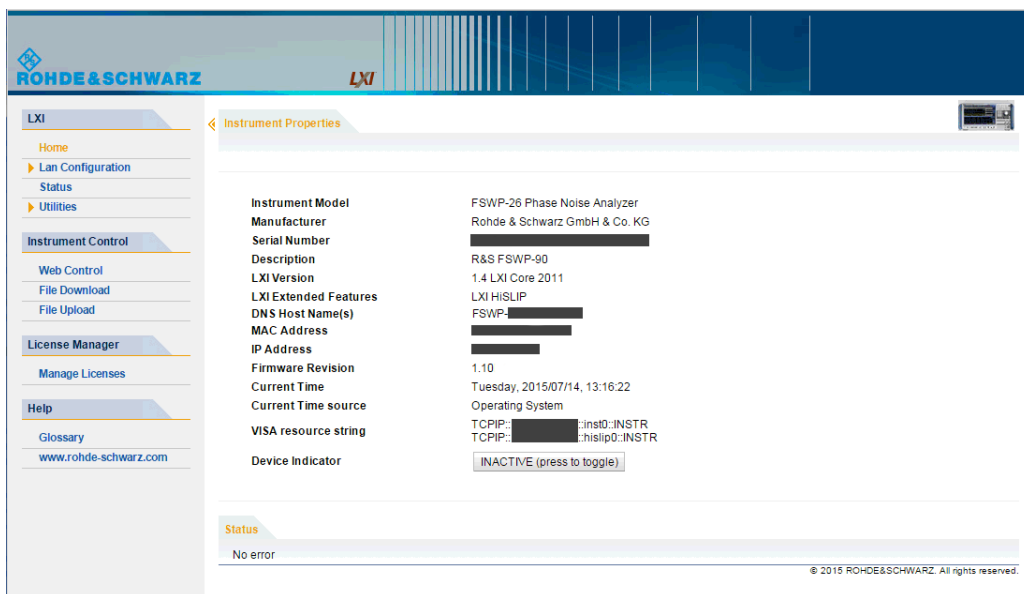 ROHDE&SCHWARZ
LXI
LXI
Home
Lan Configuration
Status
Utilities
Instrument Control
Web Control
File Download
File Upload
License Manager
Manage Licenses
Help
Glossary
www.rohde-schwarz.com
Instrument Properties
Instrument Model FSWP-26 Phase Noise Analyzer
Manufacturer Rohde & Schwarz GmbH & Co. KG
Serial Number
Description R&S FSWP-90
LXI Version 1.4 LXI Core 2011
LXI Extended Features LXI HiSLIP
DNS Host Name(s) FSWP-
MAC Address
IP Address
Firmware Revision 1.10
Current Time Tuesday, 2015/07/14, 13:16:22
Current Time source Operating System
VISA resource string TCPIP:: ::inst0::INSTR
TCPIP:: ::hislip0::INSTR
Device Indicator INACTIVE (press to toggle)
Status
No error
© 2015 ROHDE&SCHWARZ. All rights reserved.